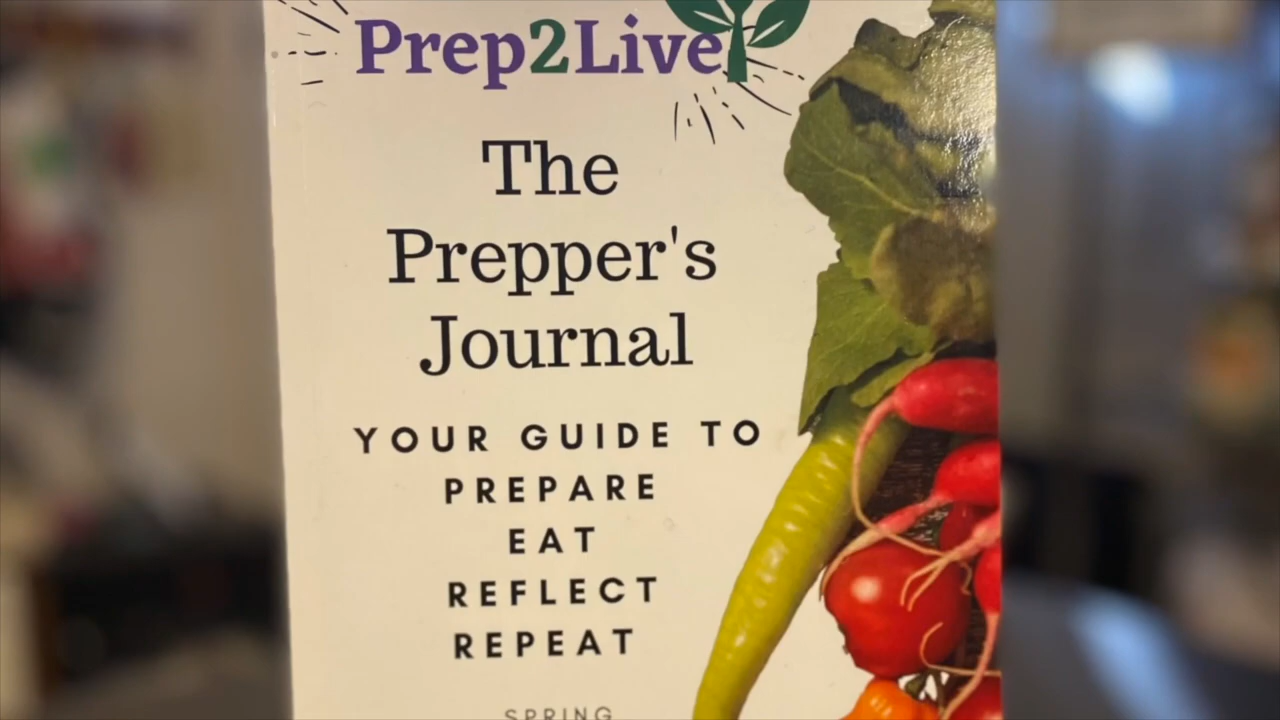 Prep2Live
The
Prepper's
Journal
YOUR GUIDE TO
PREPARE
EAT
REFLECT
REPEAT
SPRING